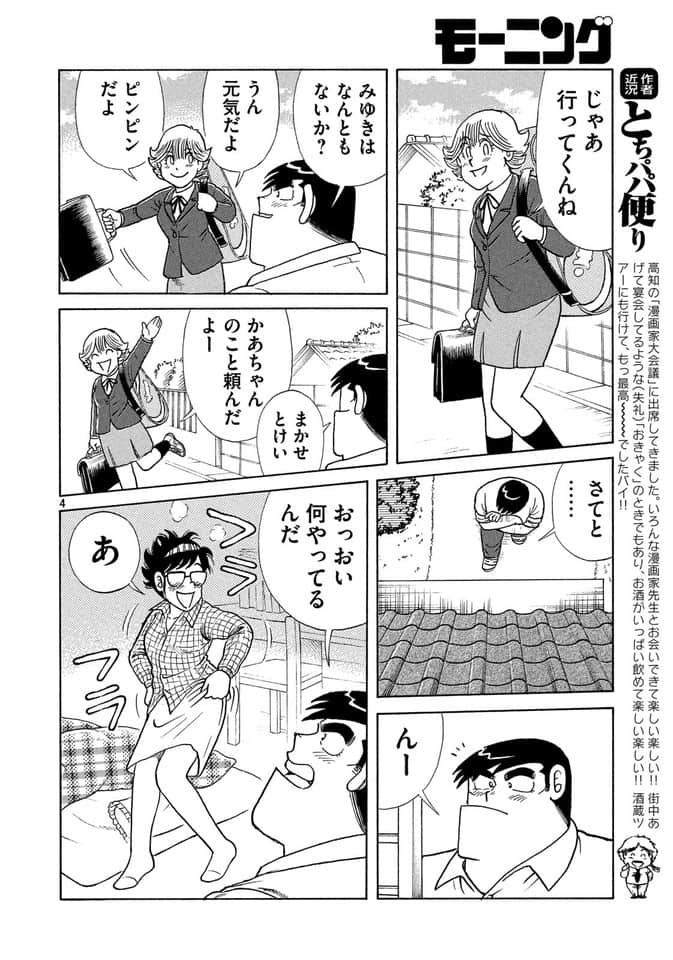 モーニング
作者
近況
とちパパ便り
高知の「漫画家大会議」に出席してきました。いろんな漫画家先生とお会いできて楽しい楽しい!! 街中あ
げて宴会してるような(失礼)「おきゃく」のときでもあり、お酒がいっぱい飲めて楽しい楽しい!! 酒蔵ツ
アーにも行けて、もっ最高〜〜〜〜でしたバイ!!
じゃあ
行ってくんね
みゆきは
なんとも
ないか?
うん
元気だよ
ピンピン
だよ
かあちゃん
のこと頼んだ
よー
まかせ
とけい
さてと
……
んー
おっおい
何やってる
んだ
あ
フラ
フラ
4